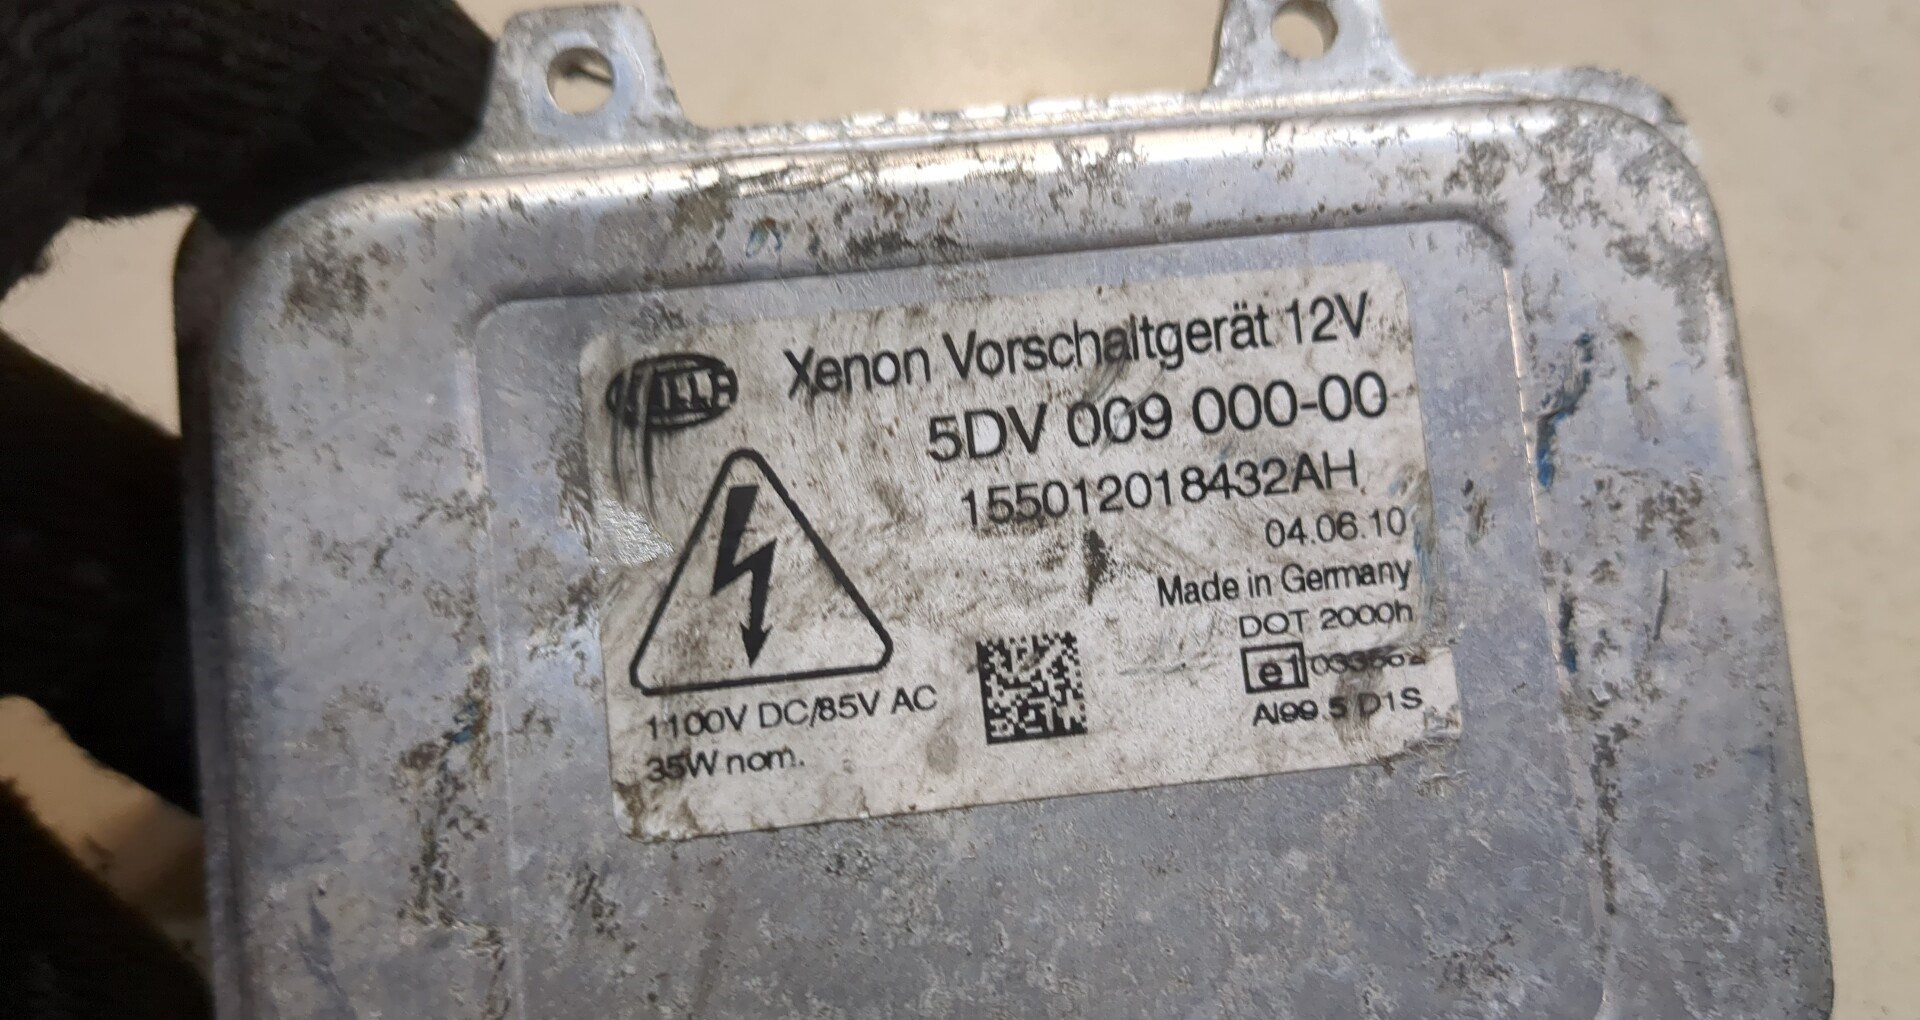 HELLA
Xenon Vorschaltgerät 12V
5DV 009 000-00
155012018432AH
04.06.10
Made in Germany
DOT 2000h
e1
AI99.5 D1S
1100V DC/85V AC
35W nom.